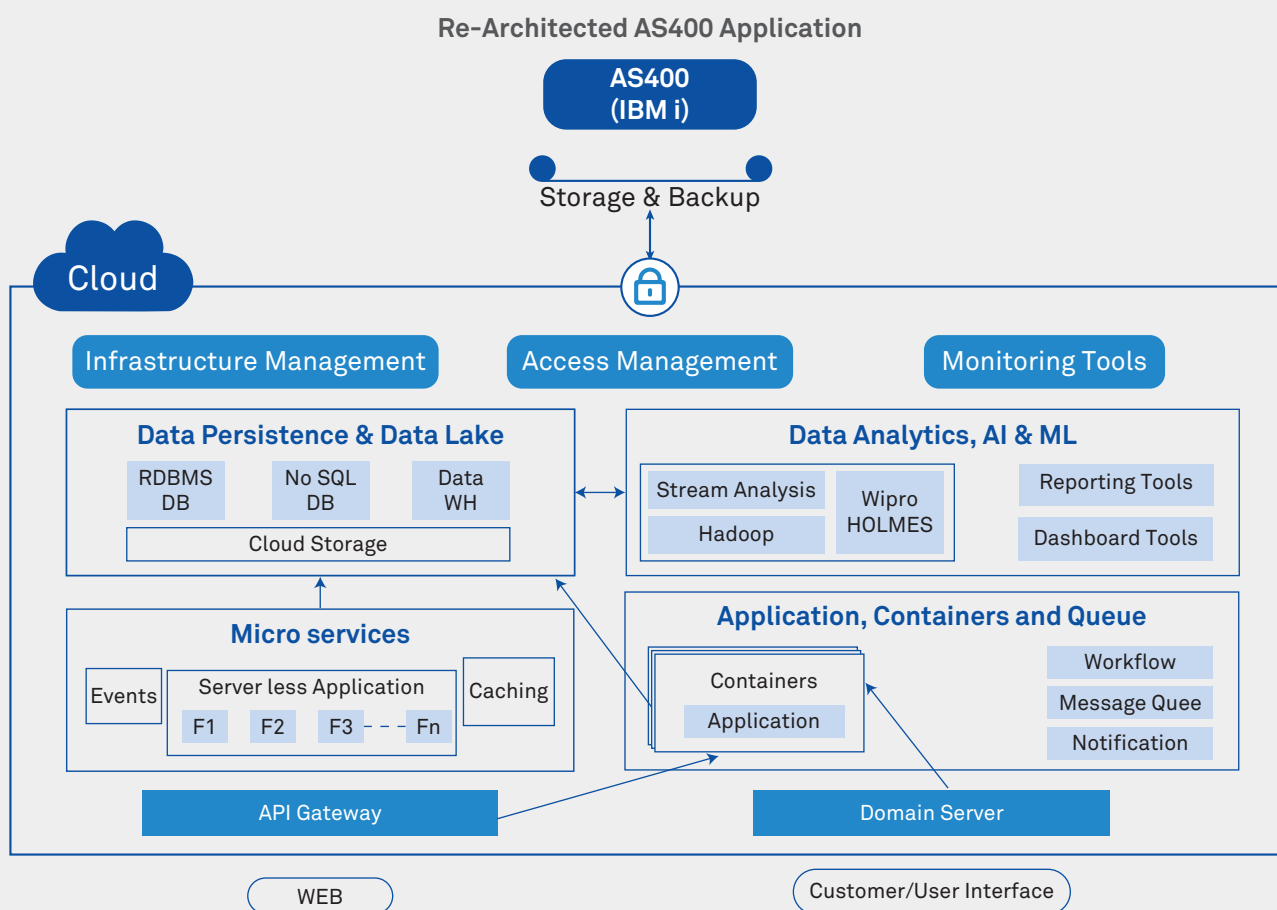 Re-Architected AS400 Application
AS400
(IBM i)
Storage & Backup
Cloud
Infrastructure Management
Access Management
Monitoring Tools
Data Persistence & Data Lake
RDBMS
DB
No SQL
DB
Data
WH
Cloud Storage
Data Analytics, AI & ML
Stream Analysis
Hadoop
Wipro
HOLMES
Reporting Tools
Dashboard Tools
Micro services
Events
Server less Application
F1
F2
F3
Fn
Caching
Application, Containers and Queue
Containers
Application
Workflow
Message Quee
Notification
API Gateway
Domain Server
WEB
Customer/User Interface